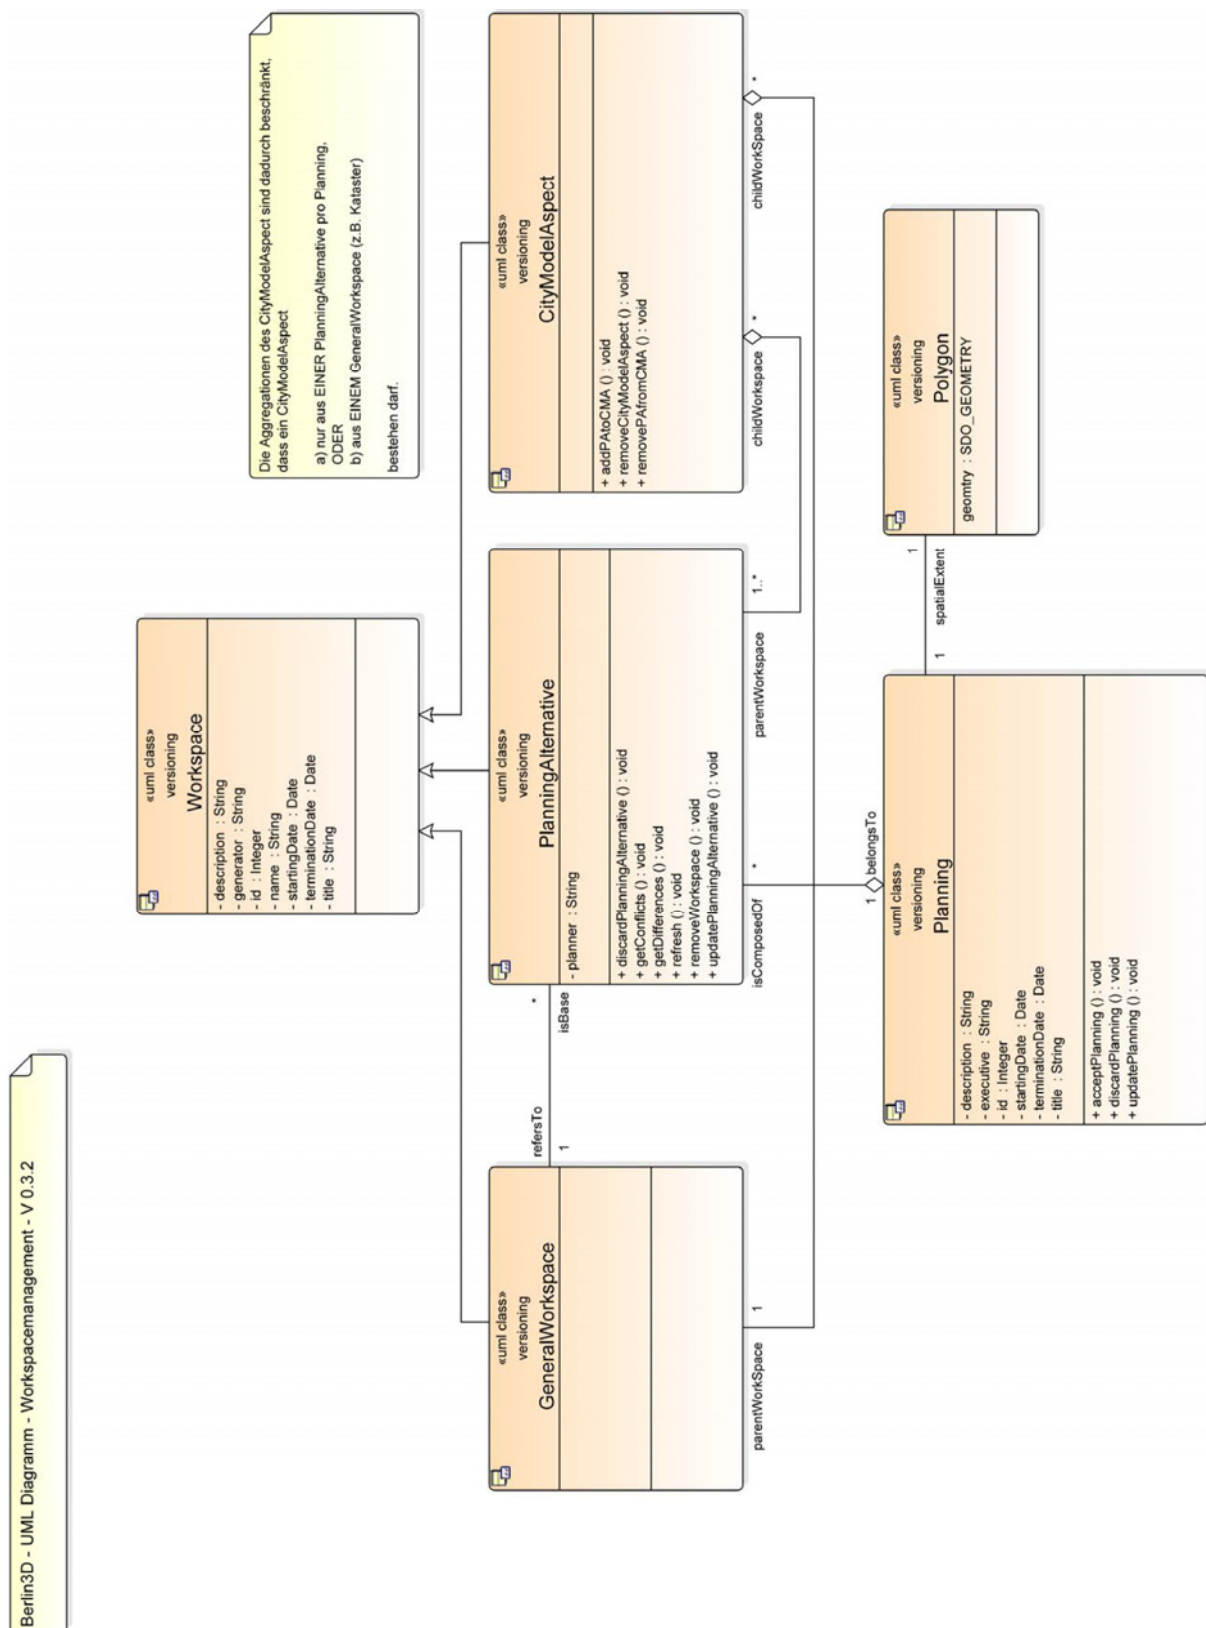 Berlin3D - UML Diagramm - Workspacemanagement - V 0.3.2
«uml class»
versioning
Workspace
- description : String
- generator : String
- id : Integer
- name : String
- startingDate : Date
- terminationDate : Date
- title : String
Die Aggregationen des CityModelAspect sind dadurch beschränkt,
dass ein CityModelAspect
a) nur aus EINER PlanningAlternative pro Planning,
ODER
b) aus EINEM GeneralWorkspace (z.B. Kataster)
bestehen darf.
«uml class»
versioning
GeneralWorkspace
refersTo
1
*
isBase
«uml class»
versioning
PlanningAlternative
- planner : String
+ discardPlanningAlternative () : void
+ getConflicts () : void
+ getDifferences () : void
+ refresh () : void
+ removeWorkspace () : void
+ updatePlanningAlternative () : void
«uml class»
versioning
CityModelAspect
+ addPAtoCMA () : void
+ removeCityModelAspect () : void
+ removePAfromCMA () : void
parentWorkSpace
1
isComposedOf
*
parentWorkspace
1..*
childWorkspace
*
childWorkSpace
*
1
belongsTo
«uml class»
versioning
Planning
- description : String
- executive : String
- id : Integer
- startingDate : Date
- terminationDate : Date
- title : String
+ acceptPlanning () : void
+ discardPlanning () : void
+ updatePlanning () : void
1
spatialExtent
1
«uml class»
versioning
Polygon
geomtry : SDO_GEOMETRY